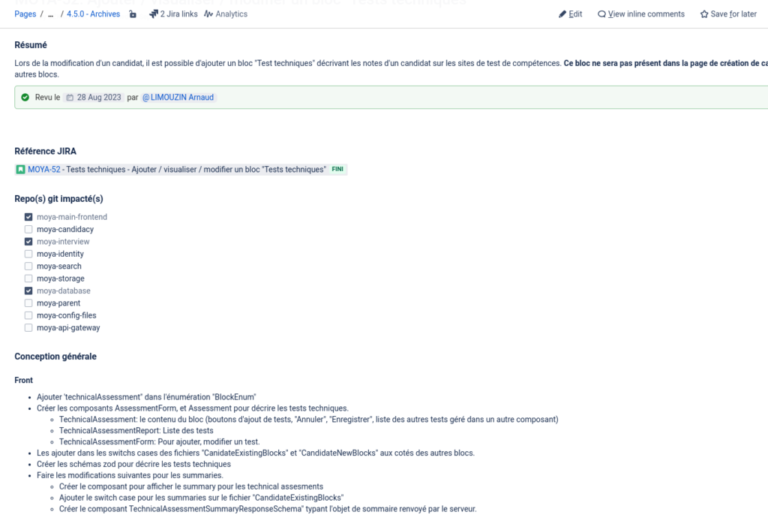 Pages / ... / 4.5.0 - Archives 2 Jira links Analytics Edit View inline comments Save for later
Résumé
Lors de la modification d'un candidat, il est possible d'ajouter un bloc "Test techniques" décrivant les notes d'un candidat sur les sites de test de compétences. Ce bloc ne sera pas présent dans la page de création de
autres blocs.
Revu le 28 Aug 2023 par @LIMOUZIN Arnaud
Référence JIRA
MOYA-52 - Tests techniques - Ajouter / visualiser / modifier un bloc "Tests techniques" FINI
Repo(s) git impacté(s)
moya-main-frontend
moya-candidacy
moya-interview
moya-identity
moya-search
moya-storage
moya-database
moya-parent
moya-config-files
moya-api-gateway
Conception générale
Front
Ajouter 'technicalAssessment" dans l'énumération "BlockEnum"
Créer les composants AssessmentForm, et Assessment pour décrire les tests techniques.
TechnicalAssessment: le contenu du bloc (boutons d'ajout de tests, "Annuler", "Enregistrer", liste des autres tests géré dans un autre composant)
TechnicalAssessmentReport: Liste des tests
TechnicalAssessmentForm: Pour ajouter, modifier un test.
Les ajouter dans les switchs cases des fichiers "CanidateExistingBlocks" et "CandidateNewBlocks" aux cotés des autres blocs.
Créer les schémas zod pour décrire les tests techniques
Faire les modifications suivantes pour les summaries.
Créer le composant pour afficher le summary pour les technical assesments
Ajouter le switch case pour les summaries sur le fichier "CandidateExistingBlocks"
Créer le composant TechnicalAssessmentSummaryResponseSchema" typant l'objet de sommaire renvoyé par le serveur.